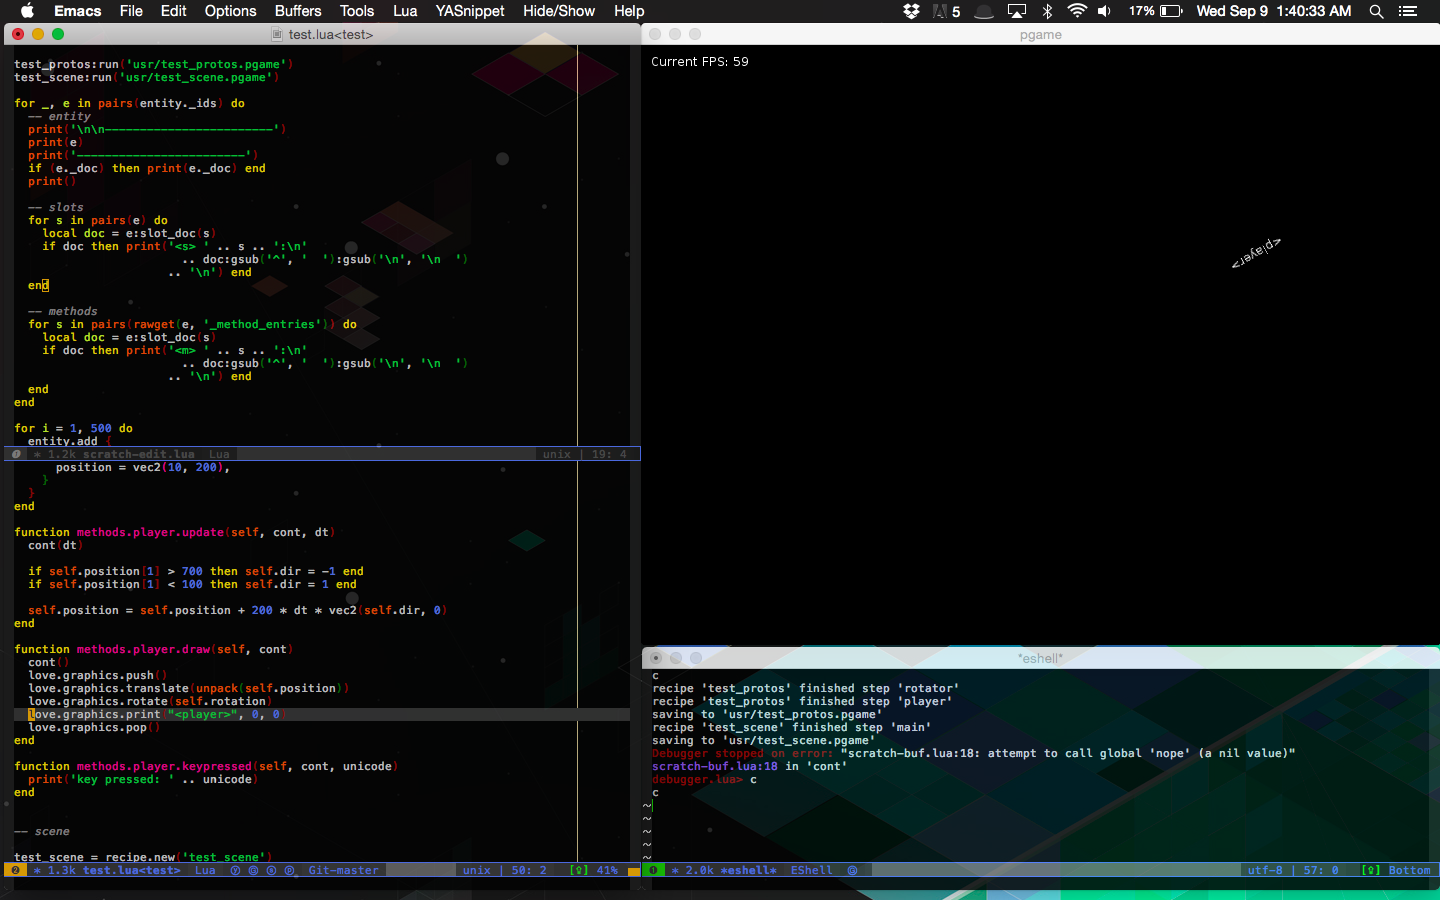 Emacs File Edit Options Buffers Tools Lua YASnippet Hide/Show Help 5 17% Wed Sep 9 1:40:33 AM
test.lua<test>
test_protos:run('usr/test_protos.pgame')
test_scene:run('usr/test_scene.pgame')
for _, e in pairs(entity._ids) do
-- entity
print('\n\n------------------------')
print(e)
print('------------------------')
if (e._doc) then print(e._doc) end
print()
-- slots
for s in pairs(e) do
local doc = e:slot_doc(s)
if doc then print('<s> ' .. s .. ':\n'
.. doc:gsub('^', '  '):gsub('\n', '\n  ')
.. '\n') end
end
-- methods
for s in pairs(rawget(e, '_method_entries')) do
local doc = e:slot_doc(s)
if doc then print('<m> ' .. s .. ':\n'
.. doc:gsub('^', '  '):gsub('\n', '\n  ')
.. '\n') end
end
end
for i = 1, 500 do
entity.add {
* 1.2k scratch-edit.lua Lua unix | 19: 4
position = vec2(10, 200),
}
}
end
function methods.player.update(self, cont, dt)
cont(dt)
if self.position[1] > 700 then self.dir = -1 end
if self.position[1] < 100 then self.dir = 1 end
self.position = self.position + 200 * dt * vec2(self.dir, 0)
end
function methods.player.draw(self, cont)
cont()
love.graphics.push()
love.graphics.translate(unpack(self.position))
love.graphics.rotate(self.rotation)
love.graphics.print("<player>", 0, 0)
love.graphics.pop()
end
function methods.player.keypressed(self, cont, unicode)
print('key pressed: ' .. unicode)
end
-- scene
test_scene = recipe.new('test_scene')
2 * 1.3k test.lua<test> Lua Git-master unix | 50: 2 41%
pgame
Current FPS: 59
<player>
*eshell*
c
recipe 'test_protos' finished step 'rotator'
recipe 'test_protos' finished step 'player'
saving to 'usr/test_protos.pgame'
recipe 'test_scene' finished step 'main'
saving to 'usr/test_scene.pgame'
Debugger stopped on error: "scratch-buf.lua:18: attempt to call global 'nope' (a nil value)"
scratch-buf.lua:18 in 'cont'
debugger.lua> c
c
~
~
~
~
~
* 2.0k *eshell* EShell utf-8 | 57: 0 Bottom